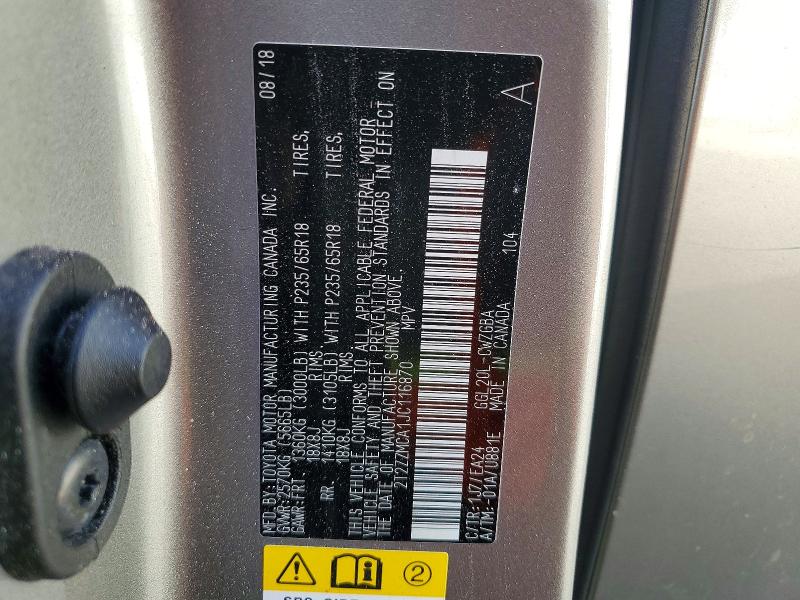 MFD. BY: TOYOTA MOTOR MANUFACTURING CANADA INC. 08/18
GVWR: 2570KG (5665LB)
GAWR: FRT. 1360KG (3000LB) WITH P235/65R18 TIRES,
18X8J RIMS
RR. 1410KG (3105LB) WITH P235/65R18 TIRES,
18X8J RIMS
THIS VEHICLE CONFORMS TO ALL APPLICABLE FEDERAL MOTOR
VEHICLE SAFETY AND THEFT PREVENTION STANDARDS IN EFFECT ON
THE DATE OF MANUFACTURE SHOWN ABOVE.
2T2ZZMCA1JC116870 MPV
A
C/TR: 1J7/EA24 GGL20L-CWZGBA
A/TM: -01A/UB81E MADE IN CANADA 104
2